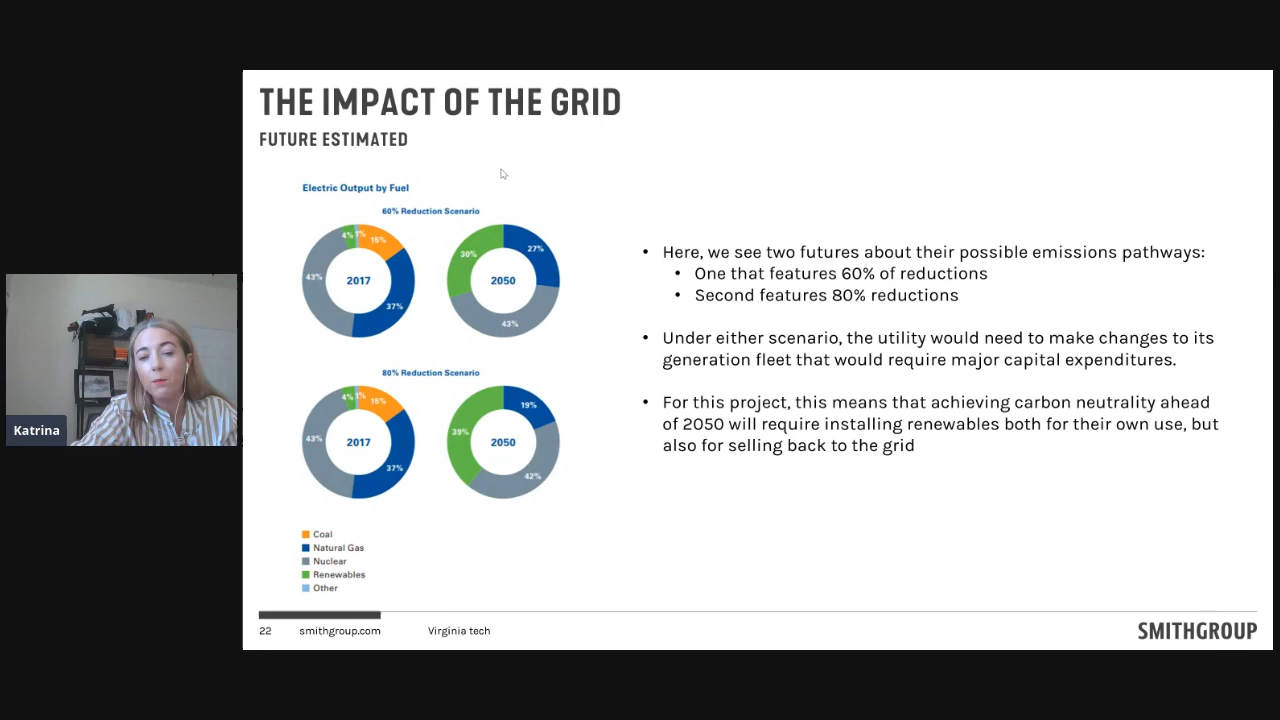 THE IMPACT OF THE GRID
FUTURE ESTIMATED
Electric Output by Fuel
60% Reduction Scenario
4%
1%
15%
43%
2017
37%
30%
27%
2050
43%
80% Reduction Scenario
4%
1%
15%
43%
2017
37%
39%
19%
2050
42%
Coal
Natural Gas
Nuclear
Renewables
Other
• Here, we see two futures about their possible emissions pathways:
• One that features 60% of reductions
• Second features 80% reductions
• Under either scenario, the utility would need to make changes to its
generation fleet that would require major capital expenditures.
• For this project, this means that achieving carbon neutrality ahead
of 2050 will require installing renewables both for their own use, but
also for selling back to the grid
Katrina
22
smithgroup.com
Virginia tech
SMITHGROUP